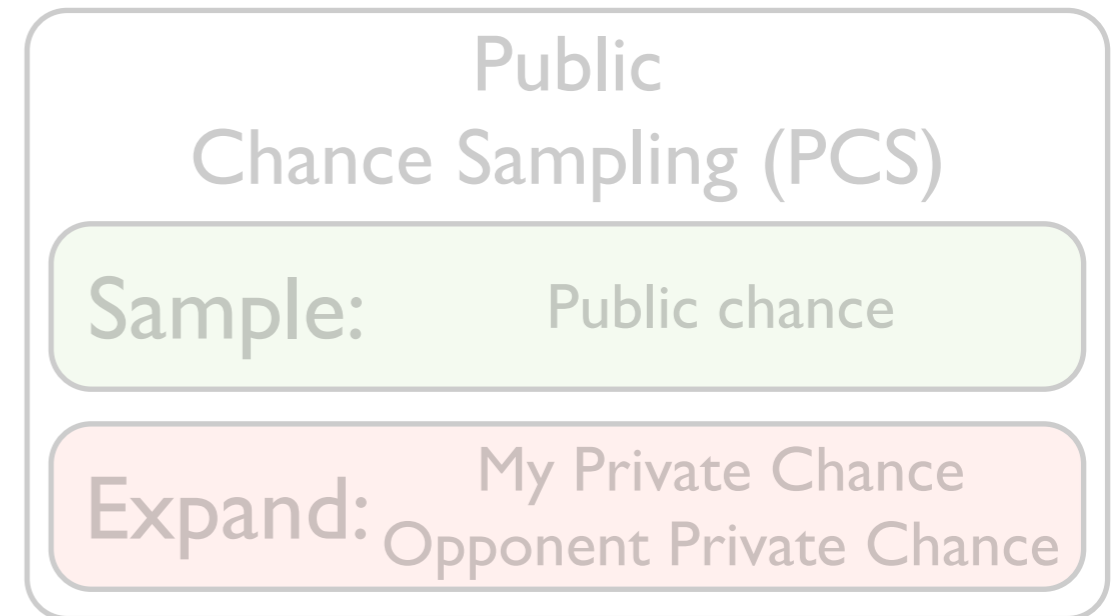 Public
Chance Sampling (PCS)
Sample: Public chance
Expand: My Private Chance
Opponent Private Chance